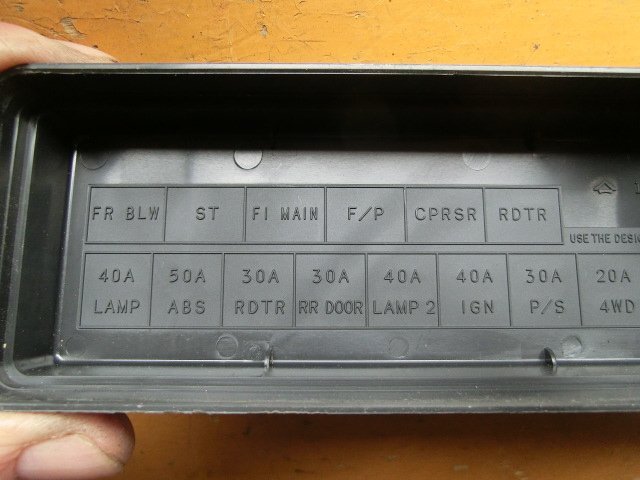 FR BLW ST FI MAIN F/P CPRSR RDTR
USE THE DESI
40A 50A 30A 30A 40A 40A 30A 20A
LAMP ABS RDTR RR DOOR LAMP 2 IGN P/S 4WD